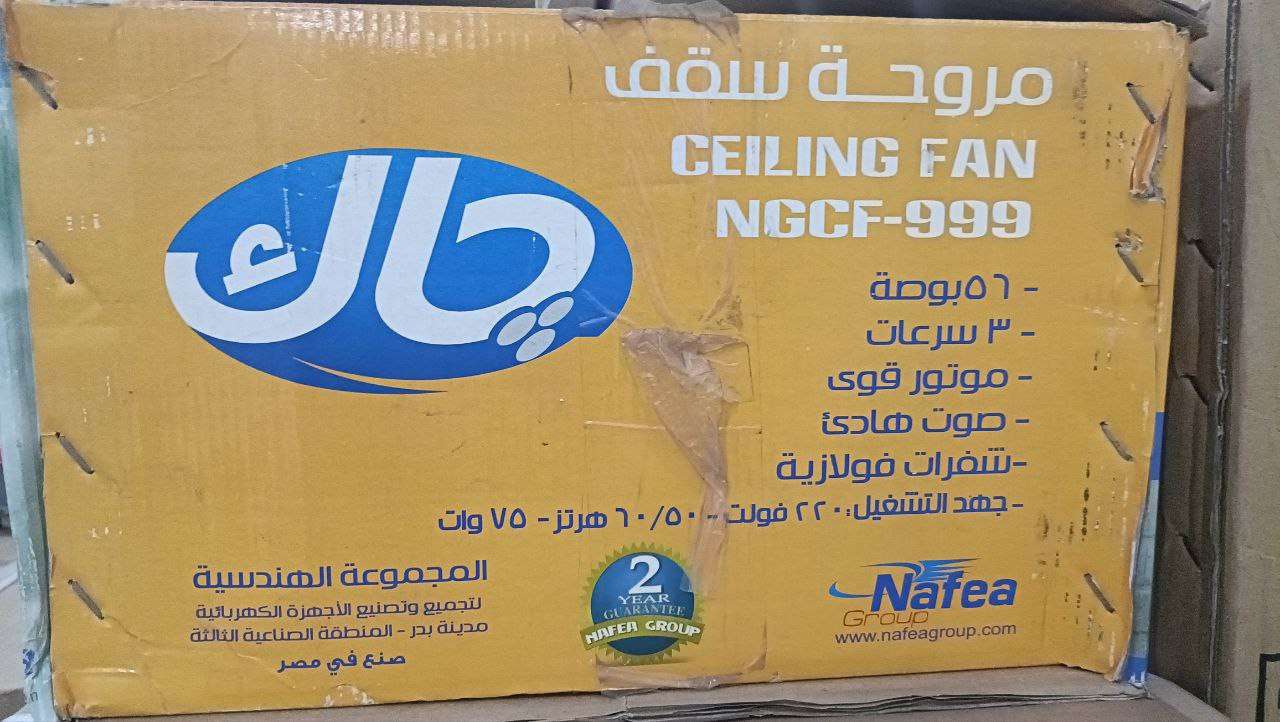 مروحة سقف
CEILING FAN
NGCF-999
چاك
- ٥٦ بوصة
- ٣ سرعات
- موتور قوى
- صوت هادئ
-شفرات فولازية
- جهد التشغيل: ٢٢٠ فولت - ٦٠/٥٠ هرتز - ٧٥ وات
المجموعة الهندسية
لتجميع وتصنيع الأجهزة الكهربائية
مدينة بدر - المنطقة الصناعية الثالثة
صنع في مصر
2
YEAR
GUARANTEE
NAFEA GROUP
Nafea
Group
www.nafeagroup.com